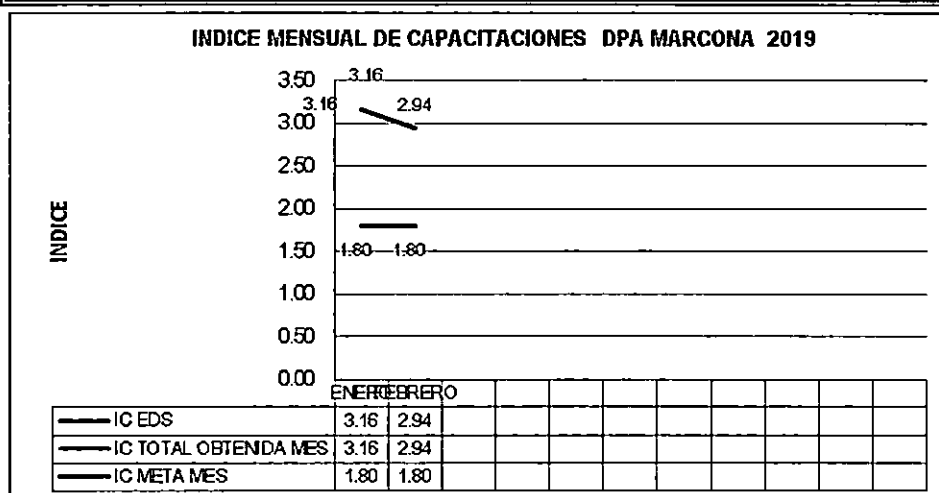 INDICE MENSUAL DE CAPACITACIONES DPA MARCONA 2019
INDICE
3.50
3.00
2.50
2.00
1.50
1.00
0.50
0.00
3.16
3.16
2.94
1.80 1.80
ENERO FEBRERO
IC EDS 3.16 2.94
IC TOTAL OBTENIDA MES 3.16 2.94
IC META MES 1.80 1.80